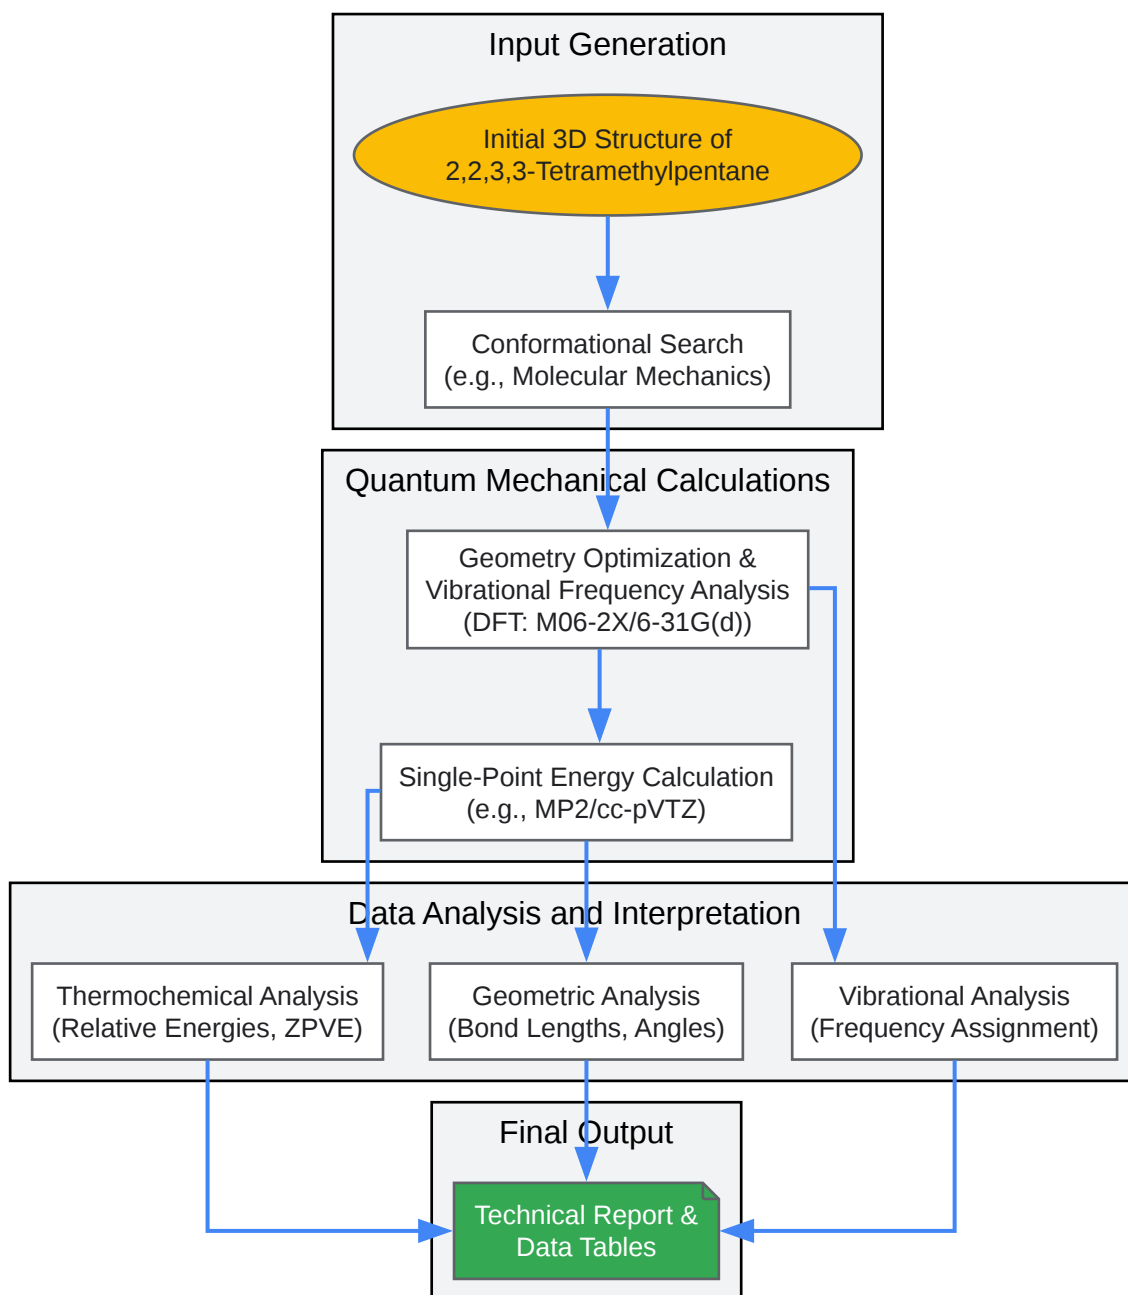 Input Generation
Initial 3D Structure of
2,2,3,3-Tetramethylpentane
Conformational Search
(e.g., Molecular Mechanics)
Quantum Mechanical Calculations
Geometry Optimization &
Vibrational Frequency Analysis
(DFT: M06-2X/6-31G(d))
Single-Point Energy Calculation
(e.g., MP2/cc-pVTZ)
Data Analysis and Interpretation
Thermochemical Analysis
(Relative Energies, ZPVE)
Geometric Analysis
(Bond Lengths, Angles)
Vibrational Analysis
(Frequency Assignment)
Final Output
Technical Report &
Data Tables